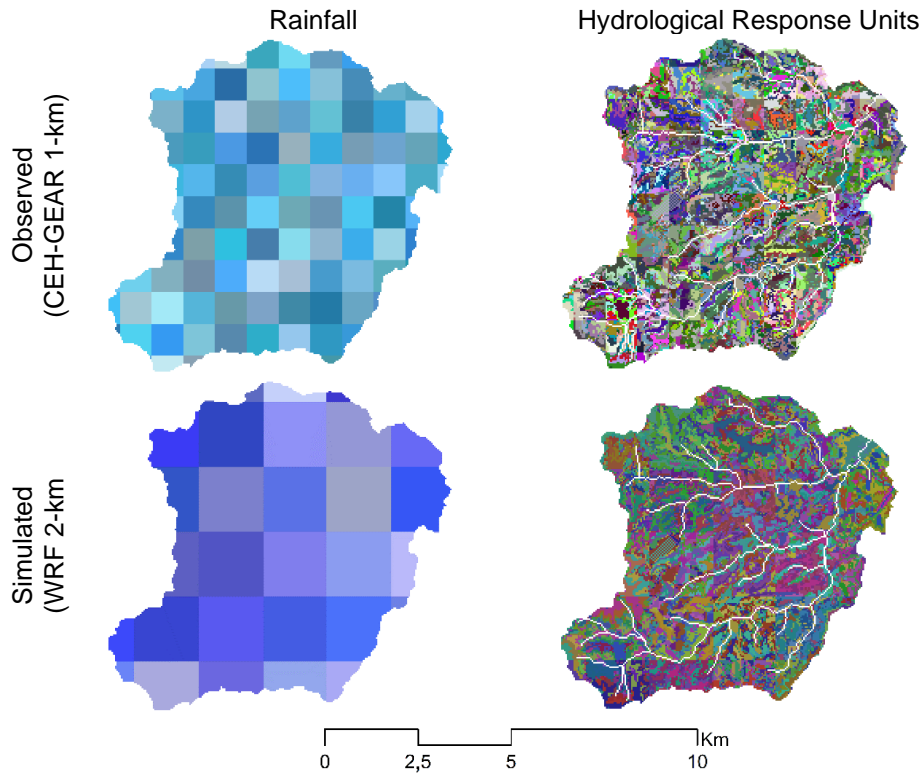 Rainfall
Hydrological Response Units
Observed
(CEH-GEAR 1-km)
Simulated
(WRF 2-km
Km
0
2,5
5
10